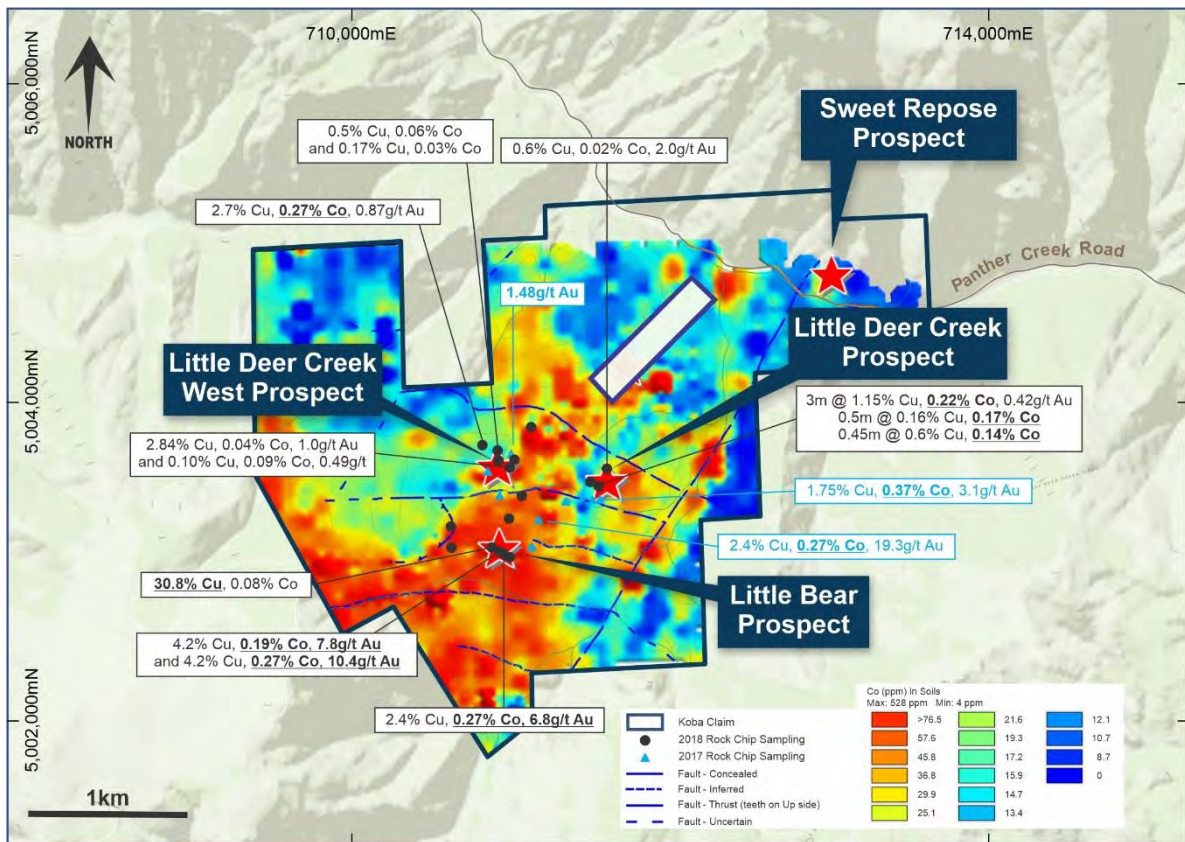 710,000mE
714,000mE
5,006,000mN
NORTH
Sweet Repose
Prospect
0.5% Cu, 0.06% Co
and 0.17% Cu, 0.03% Co
0.6% Cu, 0.02% Co, 2.0g/t Au
2.7% Cu, 0.27% Co, 0.87g/t Au
Panther Creek Road
1.48g/t Au
Little Deer Creek
Prospect
Little Deer Creek
West Prospect
5,004,000mN
3m @ 1.15% Cu, 0.22% Co, 0.42g/t Au
0.5m @ 0.16% Cu, 0.17% Co
0.45m @ 0.6% Cu, 0.14% Co
2.84% Cu, 0.04% Co, 1.0g/t Au
and 0.10% Cu, 0.09% Co, 0.49g/t
1.75% Cu, 0.37% Co, 3.1g/t Au
2.4% Cu, 0.27% Co, 19.3g/t Au
30.8% Cu, 0.08% Co
Little Bear
Prospect
4.2% Cu, 0.19% Co, 7.8g/t Au
and 4.2% Cu, 0.27% Co, 10.4g/t Au
2.4% Cu, 0.27% Co, 6.8g/t Au
5,002,000mN
1km
Koba Claim
2018 Rock Chip Sampling
2017 Rock Chip Sampling
Fault - Concealed
Fault - Inferred
Fault - Thrust (teeth on Up side)
Fault - Uncertain
Co (ppm) in Soils
Max: 528 ppm Min: 4 ppm
>76.5 21.6 12.1
57.6 19.3 10.7
45.8 17.2 8.7
36.8 15.9 0
29.9 14.7
25.1 13.4